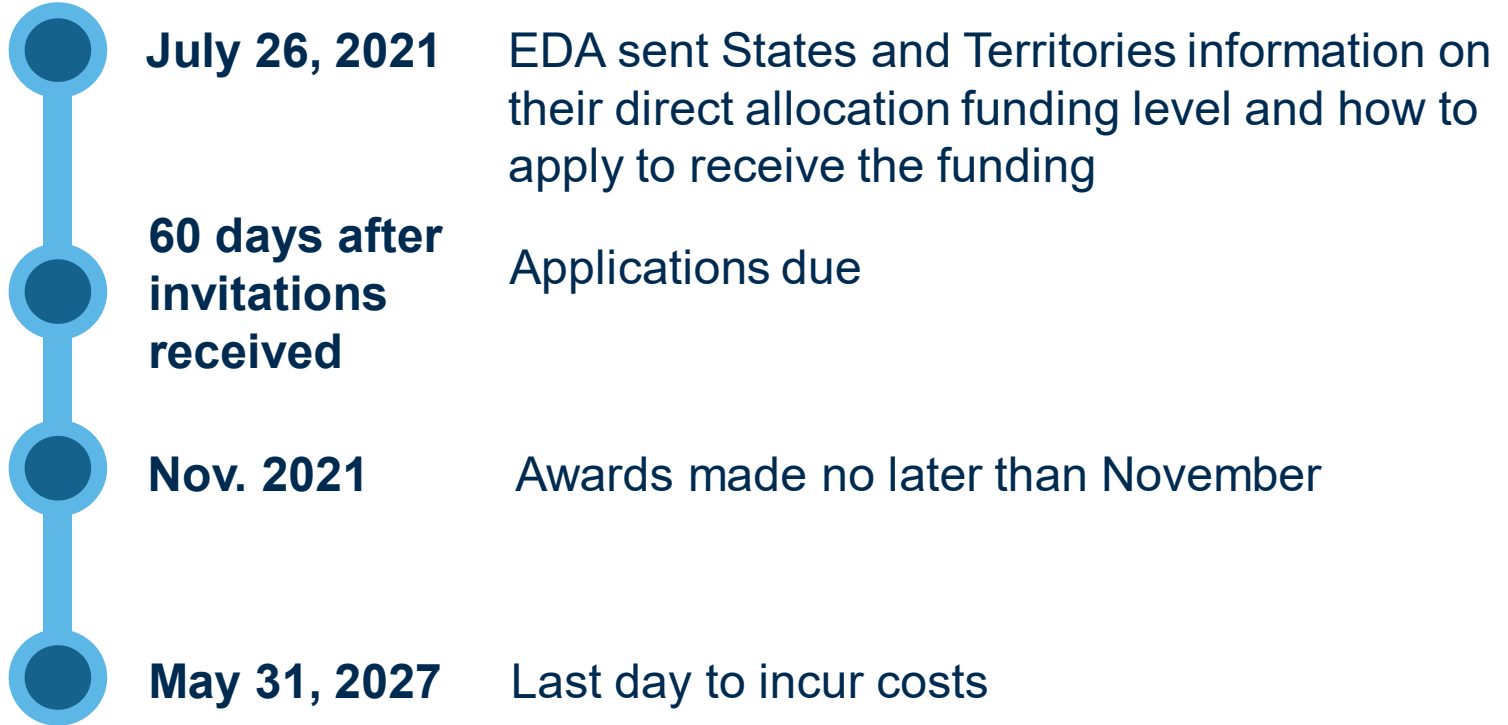 July 26, 2021
EDA sent States and Territories information on
their direct allocation funding level and how to
apply to receive the funding
60 days after
invitations
received
Applications due
Nov. 2021
Awards made no later than November
May 31, 2027
Last day to incur costs